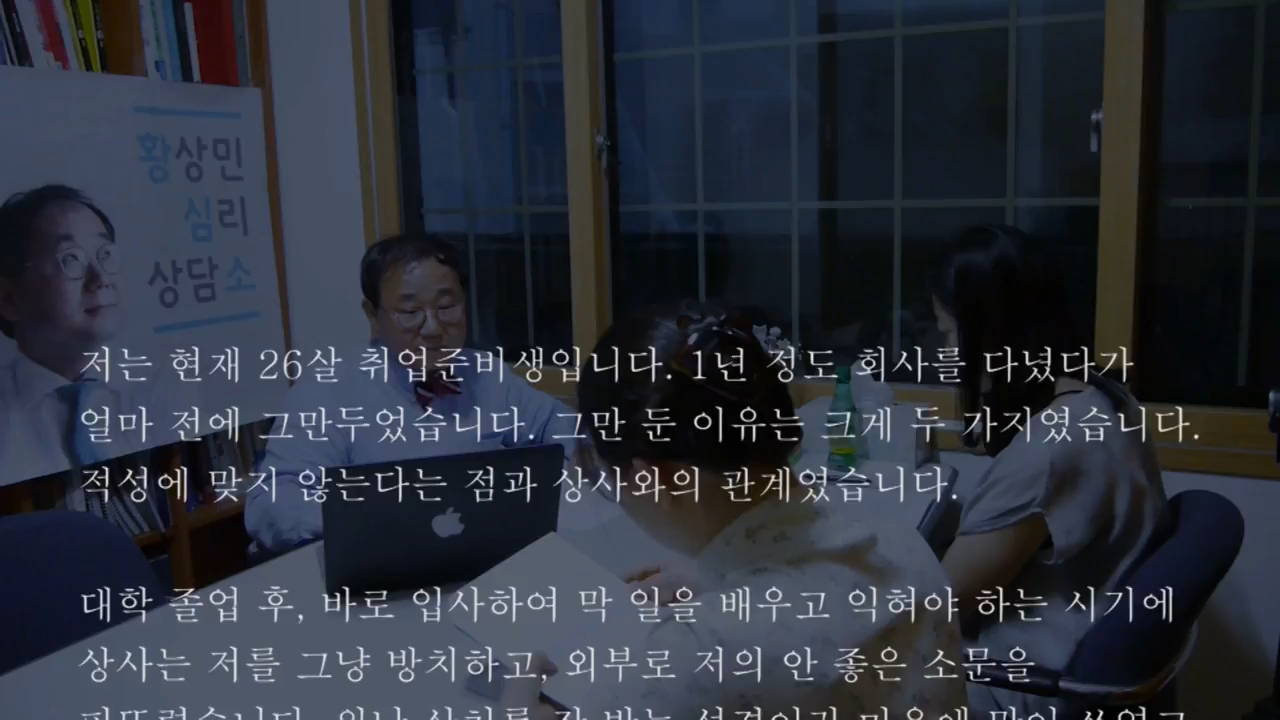 황상민
심리
상담소
저는 현재 26살 취업준비생입니다. 1년 정도 회사를 다녔다가
얼마 전에 그만두었습니다. 그만 둔 이유는 크게 두 가지였습니다.
적성에 맞지 않는다는 점과 상사와의 관계였습니다.
대학 졸업 후, 바로 입사하여 막 일을 배우고 익혀야 하는 시기에
상사는 저를 그냥 방치하고, 외부로 저의 안 좋은 소문을